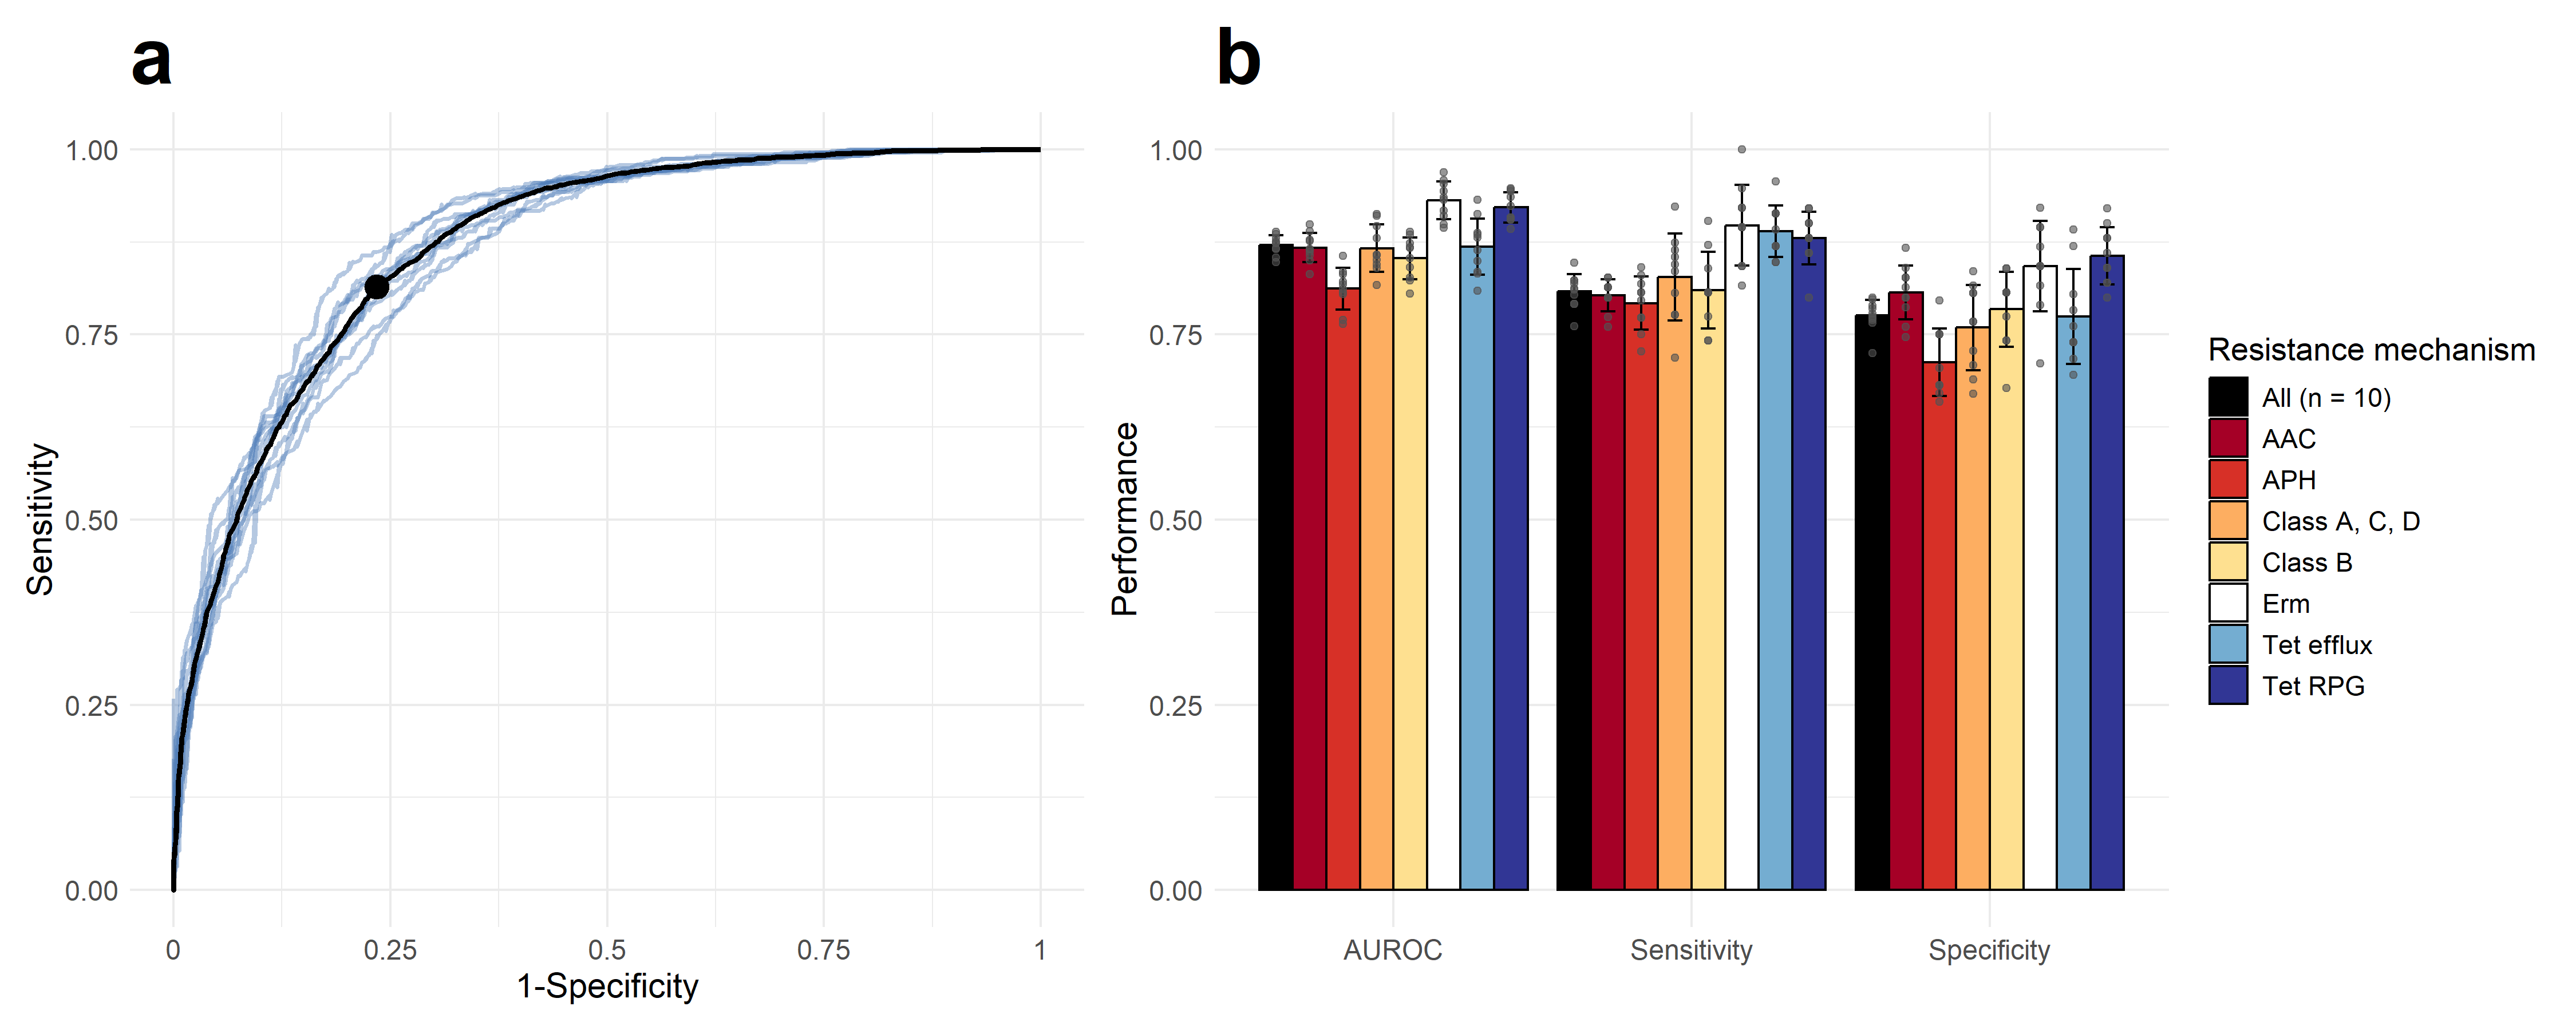 a
1.00
0.75
0.50
0.25
0.00
Sensitivity
0
0.25
0.5
0.75
1
1-Specificity
b
1.00
0.75
0.50
0.25
0.00
Performance
AUROC
Sensitivity
Specificity
Resistance mechanism
All (n = 10)
AAC
APH
Class A, C, D
Class B
Erm
Tet efflux
Tet RPG